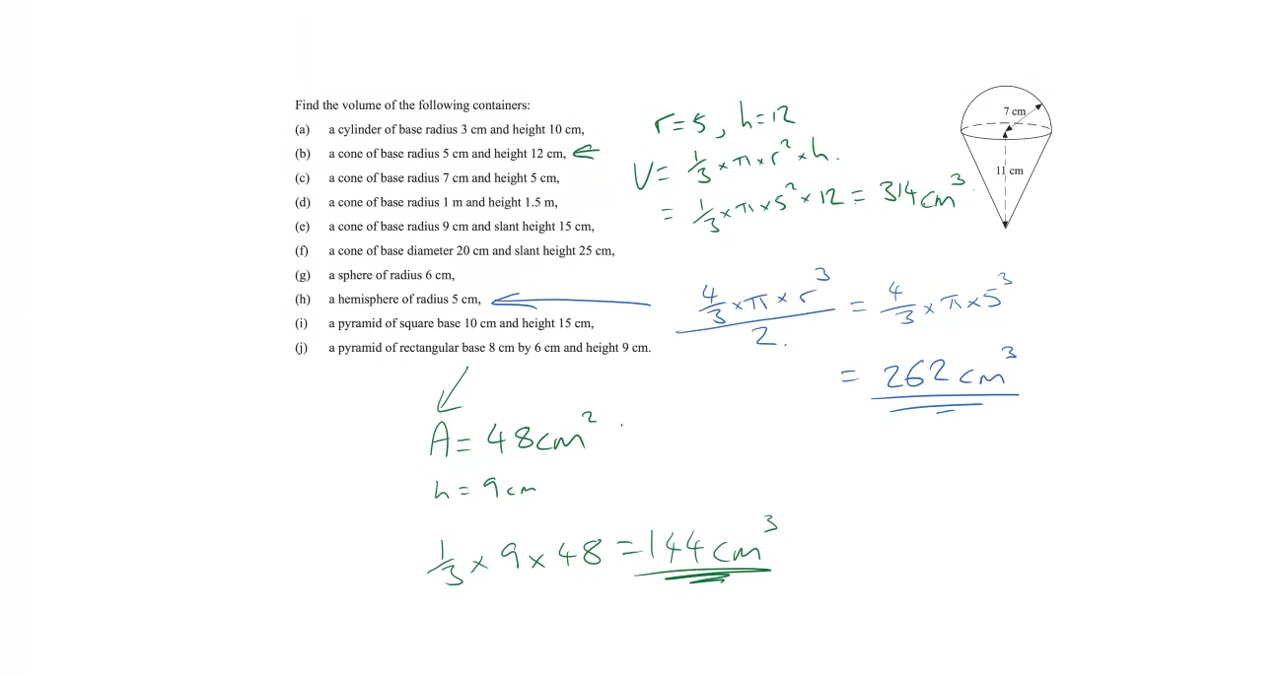 Find the volume of the following containers:
(a) a cylinder of base radius 3 cm and height 10 cm,
(b) a cone of base radius 5 cm and height 12 cm,
(c) a cone of base radius 7 cm and height 5 cm,
(d) a cone of base radius 1 m and height 1.5 m,
(e) a cone of base radius 9 cm and slant height 15 cm,
(f) a cone of base diameter 20 cm and slant height 25 cm,
(g) a sphere of radius 6 cm,
(h) a hemisphere of radius 5 cm,
(i) a pyramid of square base 10 cm and height 15 cm,
(j) a pyramid of rectangular base 8 cm by 6 cm and height 9 cm.
r=5, h=12
V= 1/3 × π × r² × h.
= 1/3 × π × 5² × 12 = 314 cm³.
7 cm
11 cm
4/3 × π × r³ / 2. = 4/3 × π × 5³
= 262 cm³
A = 48 cm²
h = 9 cm
1/3 × 9 × 48 = 144 cm³